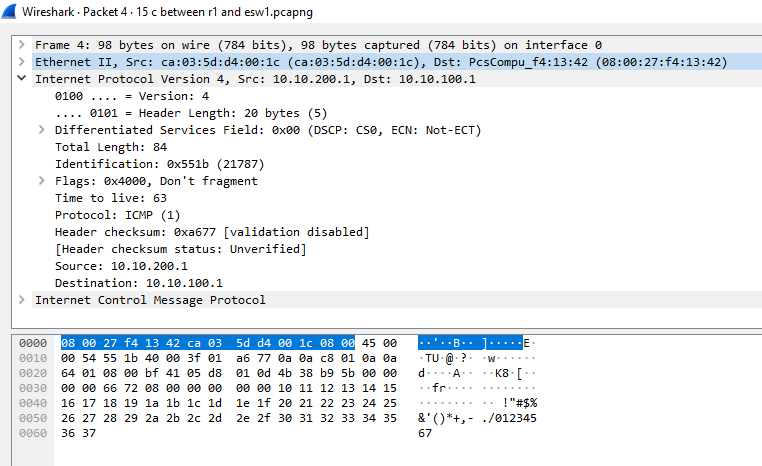 Wireshark · Packet 4 · 15 c between r1 and esw1.pcapng
Frame 4: 98 bytes on wire (784 bits), 98 bytes captured (784 bits) on interface 0
Ethernet II, Src: ca:03:5d:d4:00:1c (ca:03:5d:d4:00:1c), Dst: PcsCompu_f4:13:42 (08:00:27:f4:13:42)
Internet Protocol Version 4, Src: 10.10.200.1, Dst: 10.10.100.1
0100 .... = Version: 4
.... 0101 = Header Length: 20 bytes (5)
Differentiated Services Field: 0x00 (DSCP: CS0, ECN: Not-ECT)
Total Length: 84
Identification: 0x551b (21787)
Flags: 0x4000, Don't fragment
Time to live: 63
Protocol: ICMP (1)
Header checksum: 0xa677 [validation disabled]
[Header checksum status: Unverified]
Source: 10.10.200.1
Destination: 10.10.100.1
Internet Control Message Protocol
0000 08 00 27 f4 13 42 ca 03 5d d4 00 1c 08 00 45 00 ··'··B·· ]·····E·
0010 00 54 55 1b 40 00 3f 01 a6 77 0a 0a c8 01 0a 0a ·TU·@·?· ·w······
0020 64 01 08 00 bf 41 05 d8 01 0d 4b 38 b9 5b 00 00 d····A·· ··K8·[··
0030 00 00 66 72 08 00 00 00 00 00 10 11 12 13 14 15 ··fr···· ········
0040 16 17 18 19 1a 1b 1c 1d 1e 1f 20 21 22 23 24 25 ········ ·· !"#$%
0050 26 27 28 29 2a 2b 2c 2d 2e 2f 30 31 32 33 34 35 &'()*+,- ./012345
0060 36 37 67